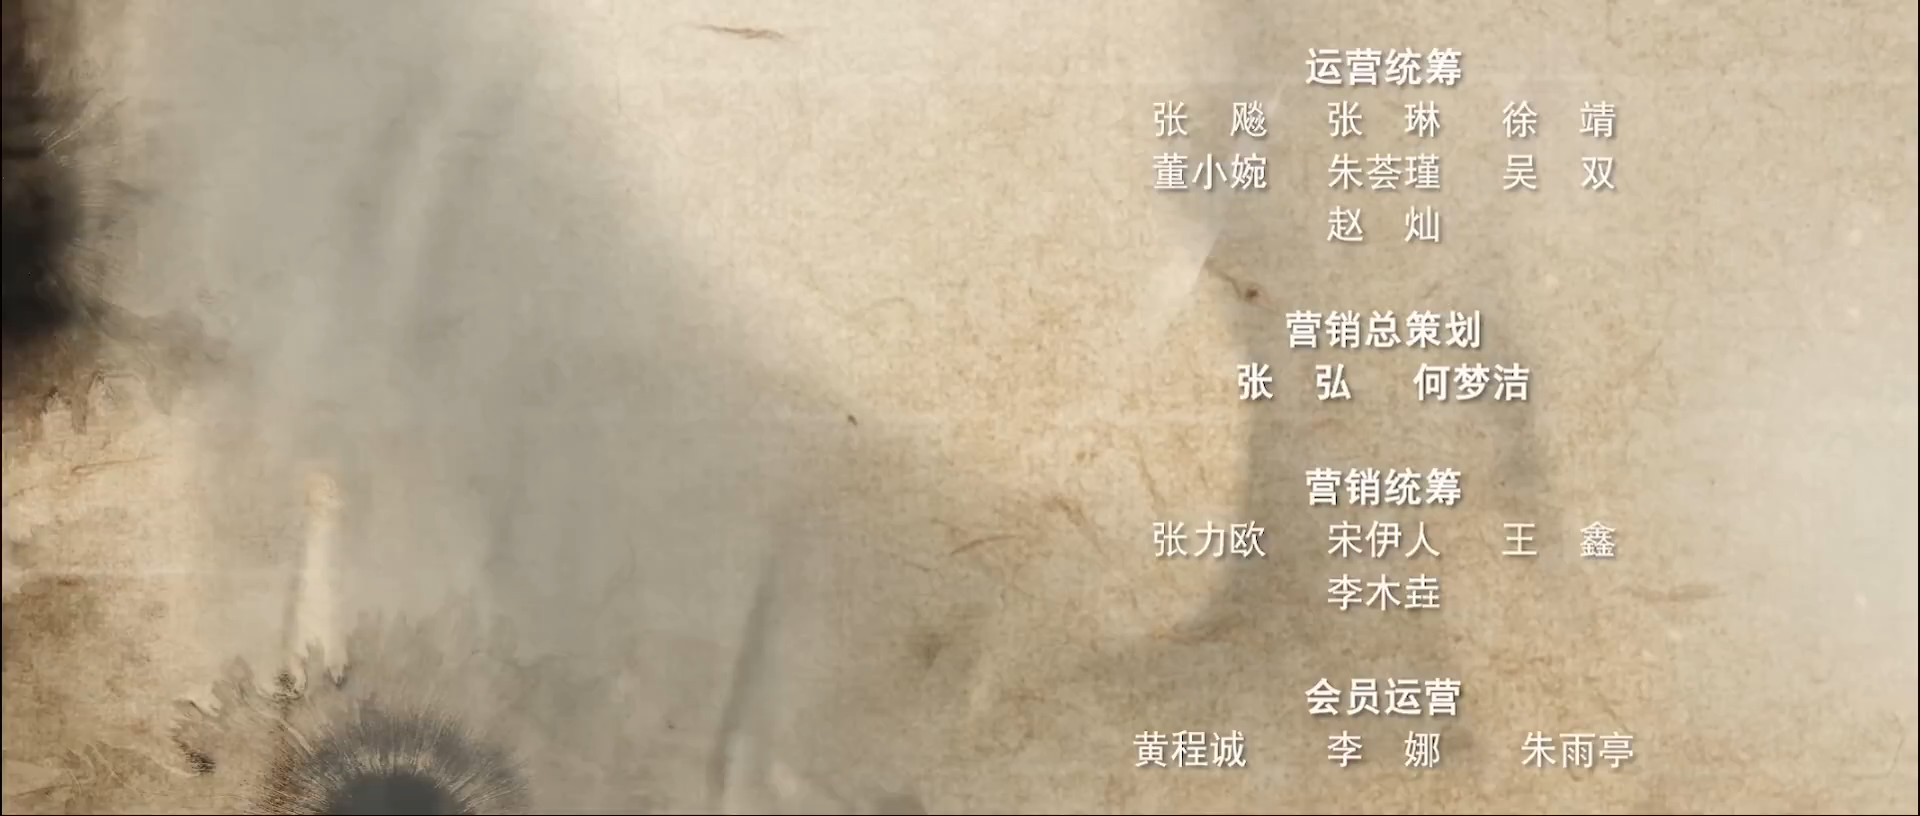 运营统筹
张 飚 张 琳 徐 靖
董小婉 朱荟瑾 吴 双
赵 灿
营销总策划
张 弘 何梦洁
营销统筹
张力欧 宋伊人 王 鑫
李木垚
会员运营
黄程诚 李 娜 朱雨亭